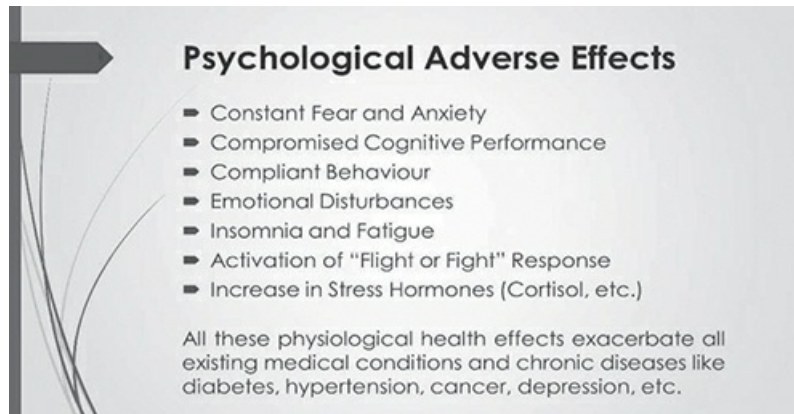 Psychological Adverse Effects
Constant Fear and Anxiety
Compromised Cognitive Performance
Compliant Behaviour
Emotional Disturbances
Insomnia and Fatigue
Activation of “Flight or Fight” Response
Increase in Stress Hormones (Cortisol, etc.)
All these physiological health effects exacerbate all
existing medical conditions and chronic diseases like
diabetes, hypertension, cancer, depression, etc.